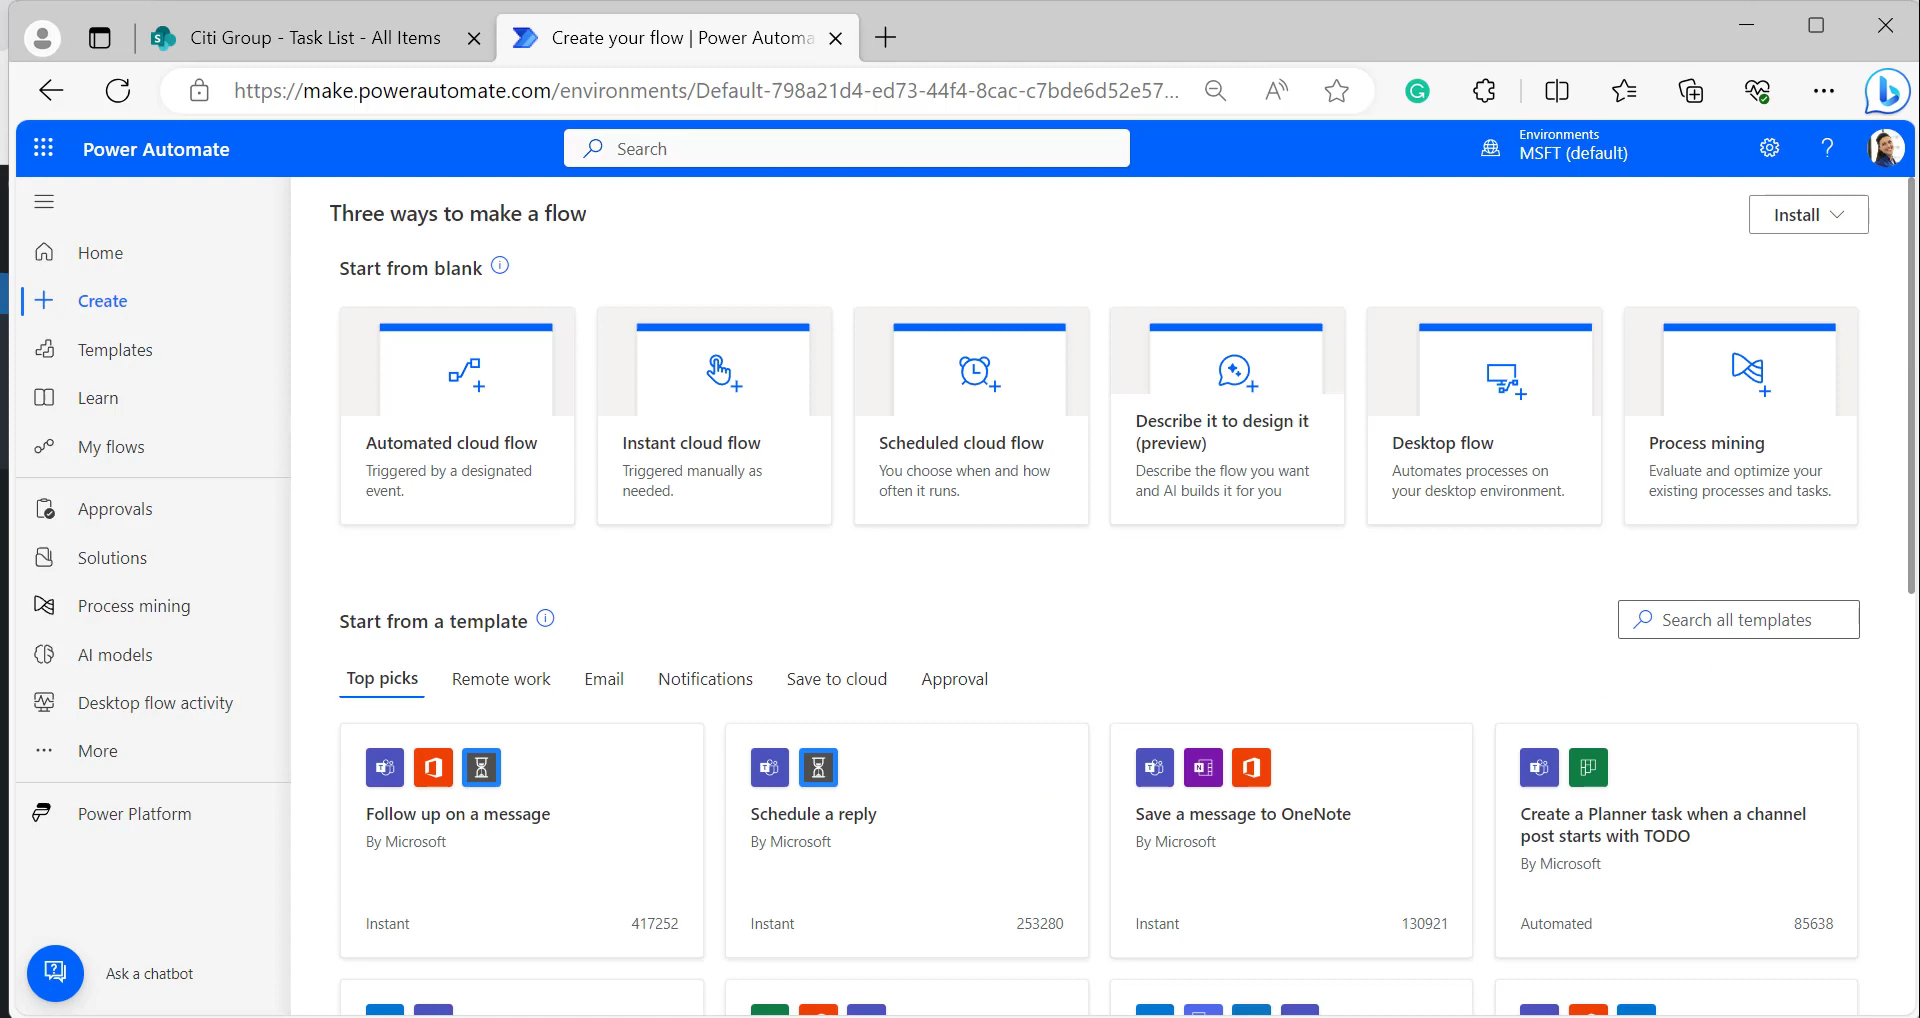 Citi Group - Task List - All Items
Create your flow | Power Automa
https://make.powerautomate.com/environments/Default-798a21d4-ed73-44f4-8cac-c7bde6d52e57...
Power Automate
Search
Environments
MSFT (default)
Home
Create
Templates
Learn
My flows
Approvals
Solutions
Process mining
AI models
Desktop flow activity
More
Power Platform
Ask a chatbot
Three ways to make a flow
Install
Start from blank
Automated cloud flow
Triggered by a designated
event.
Instant cloud flow
Triggered manually as
needed.
Scheduled cloud flow
You choose when and how
often it runs.
Describe it to design it
(preview)
Describe the flow you want
and AI builds it for you
Desktop flow
Automates processes on
your desktop environment.
Process mining
Evaluate and optimize your
existing processes and tasks.
Start from a template
Search all templates
Top picks
Remote work
Email
Notifications
Save to cloud
Approval
Follow up on a message
By Microsoft
Instant
417252
Schedule a reply
By Microsoft
Instant
253280
Save a message to OneNote
By Microsoft
Instant
130921
Create a Planner task when a channel
post starts with TODO
By Microsoft
Automated
85638